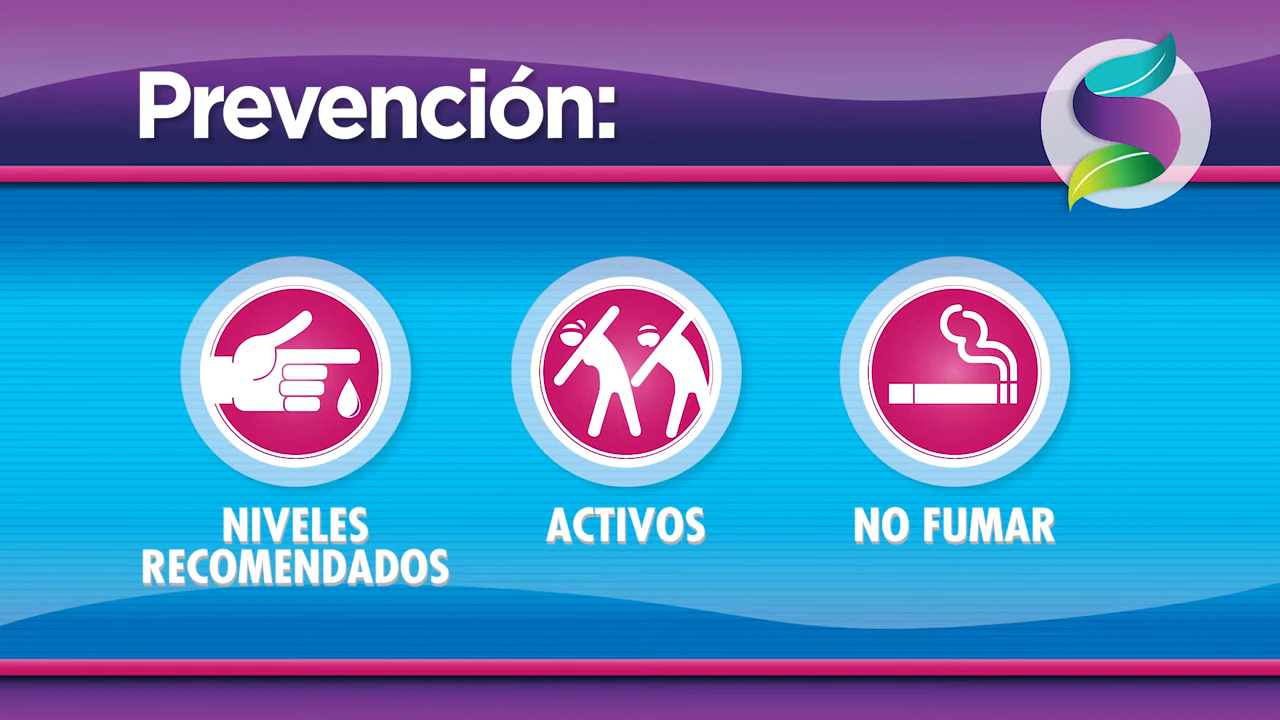 Prevención:
NIVELES
RECOMENDADOS
ACTIVOS
NO FUMAR